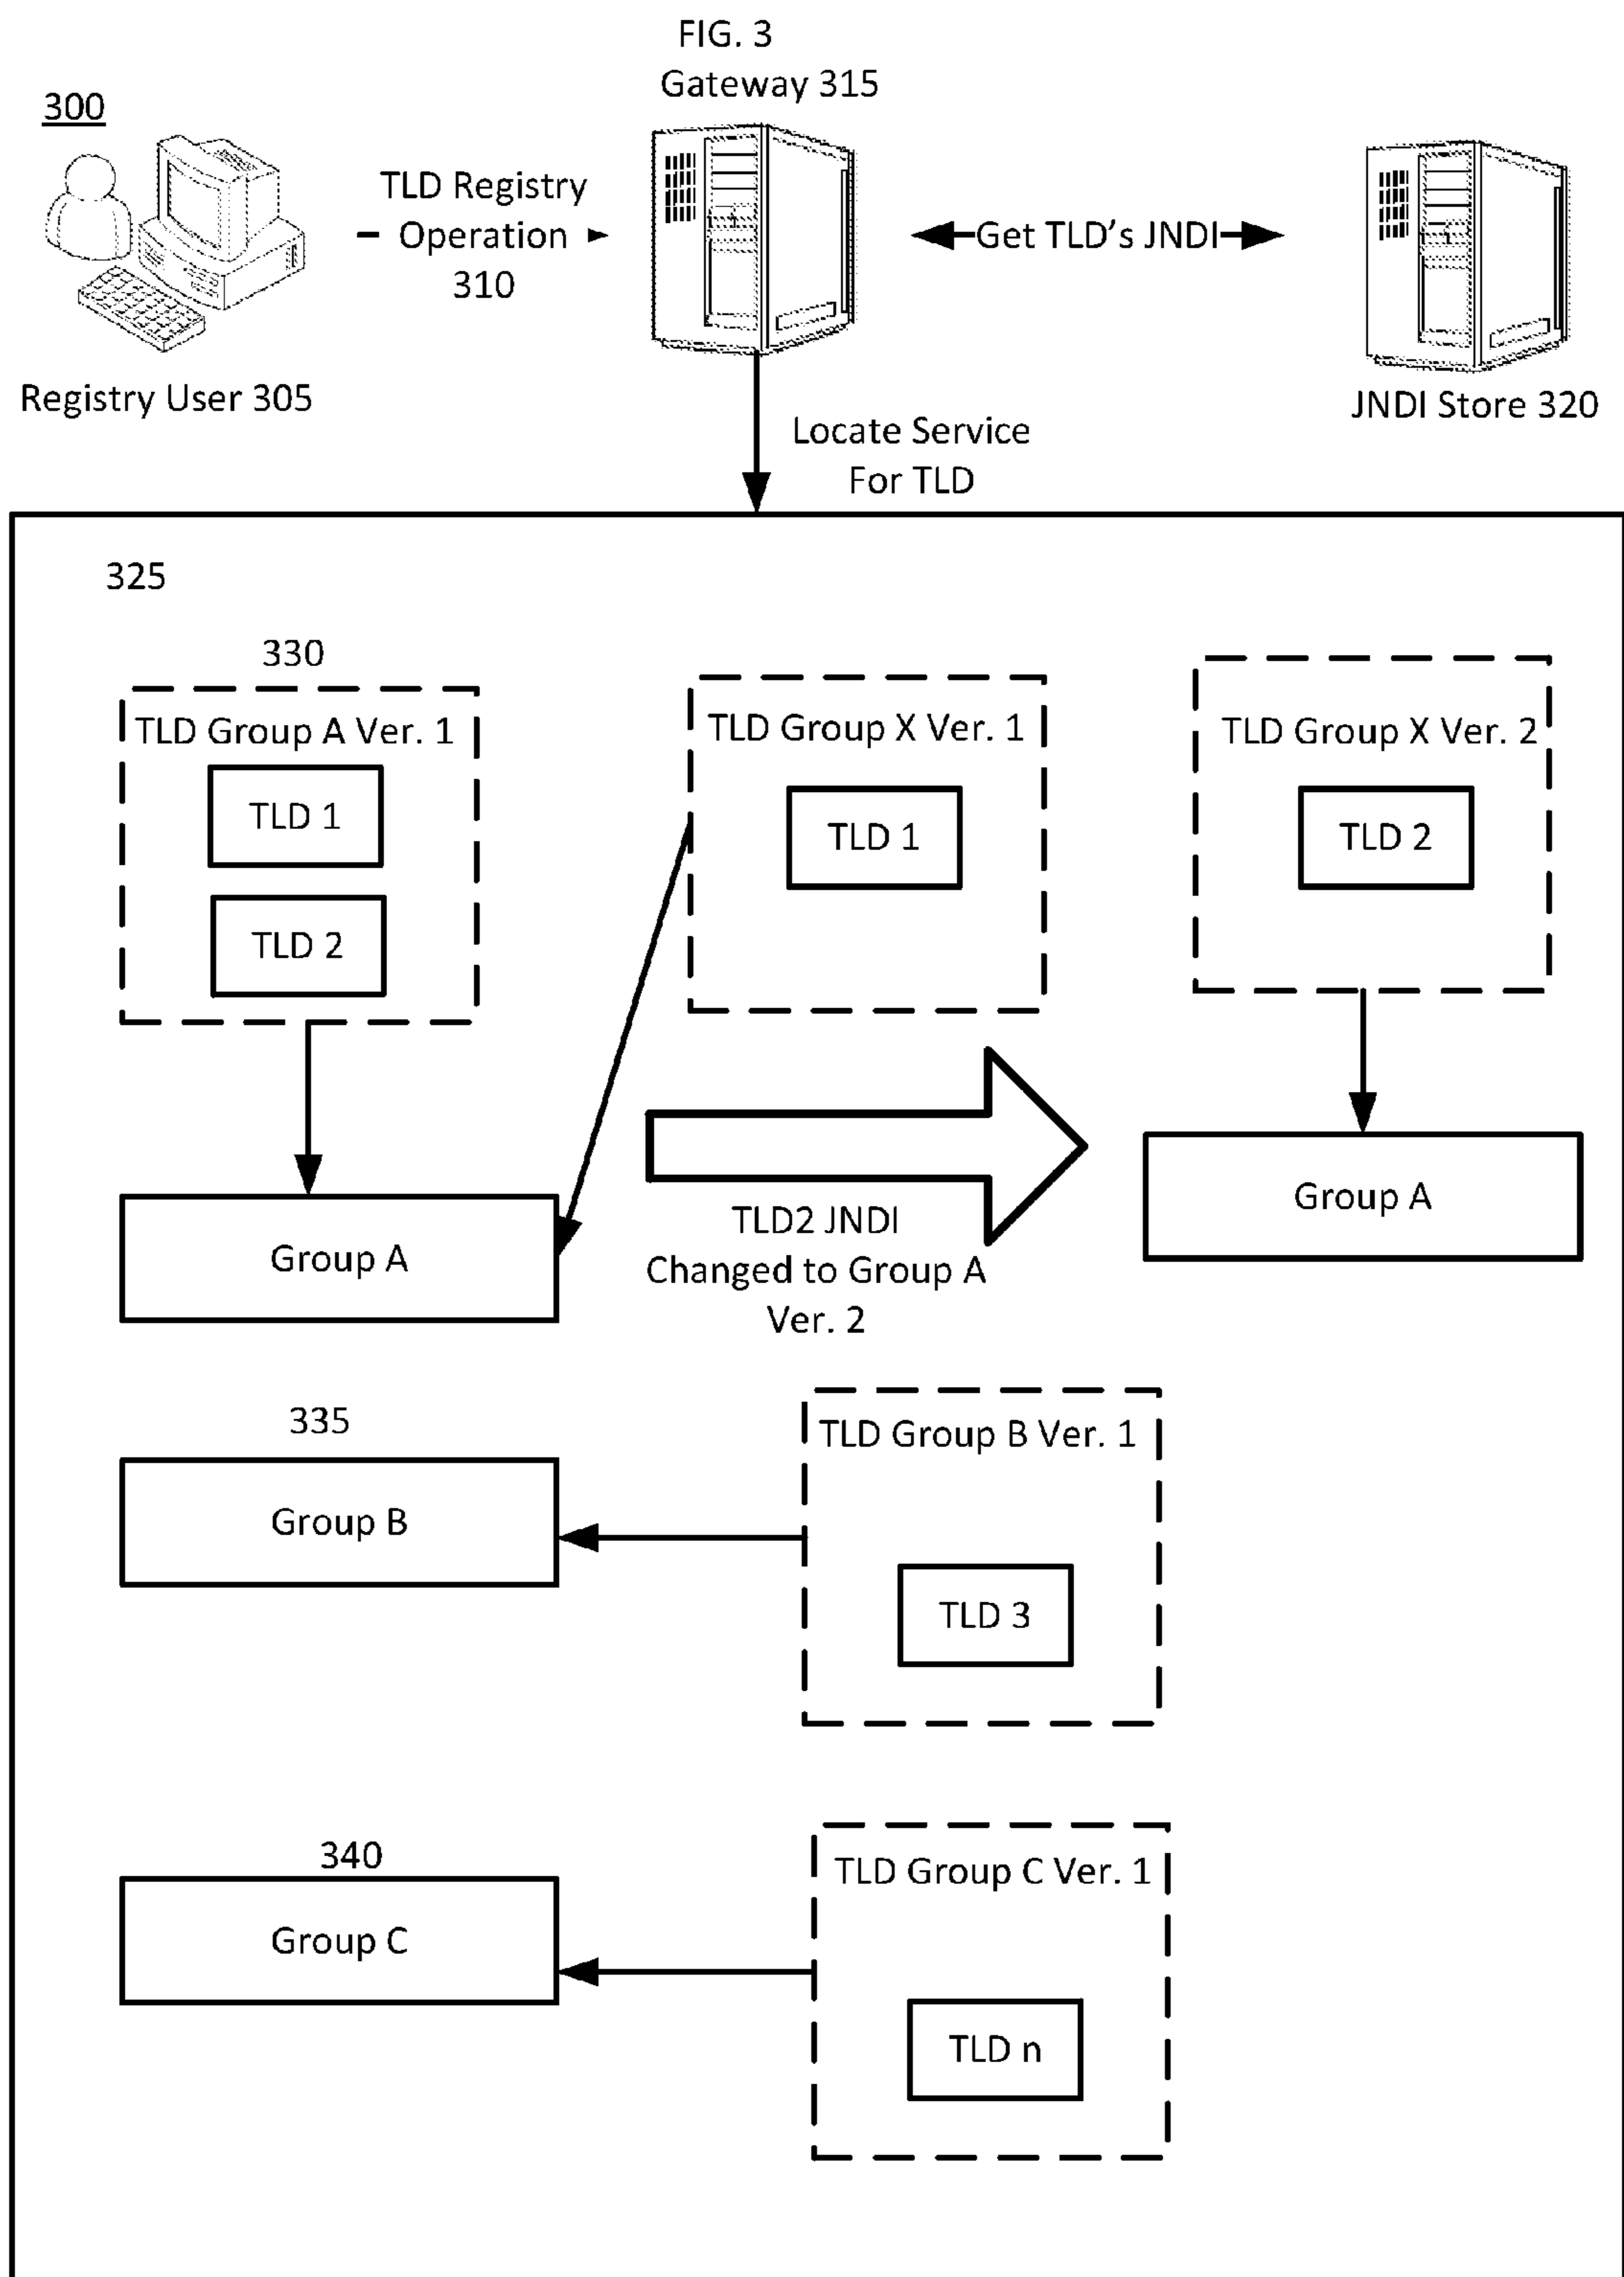 FIG. 3
Gateway 315
300
TLD Registry
Operation
310
Get TLD's JNDI
Registry User 305
JNDI Store 320
Locate Service
For TLD
325
330
TLD Group A Ver. 1
TLD 1
TLD 2
TLD Group X Ver. 1
TLD 1
TLD Group X Ver. 2
TLD 2
Group A
TLD2 JNDI
Changed to Group A
Ver. 2
Group A
335
Group B
TLD Group B Ver. 1
TLD 3
340
Group C
TLD Group C Ver. 1
TLD n